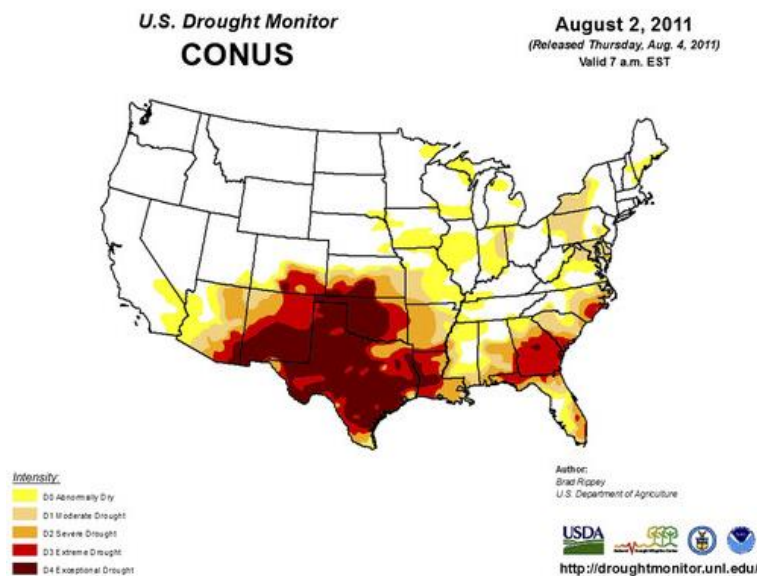 U.S. Drought Monitor
CONUS
August 2, 2011
(Released Thursday, Aug. 4, 2011)
Valid 7 a.m. EST
Intensity:
D0 Abnormally Dry
D1 Moderate Drought
D2 Severe Drought
D3 Extreme Drought
D4 Exceptional Drought
Author:
Brad Rippey
U.S. Department of Agriculture
USDA
http://droughtmonitor.unl.edu/